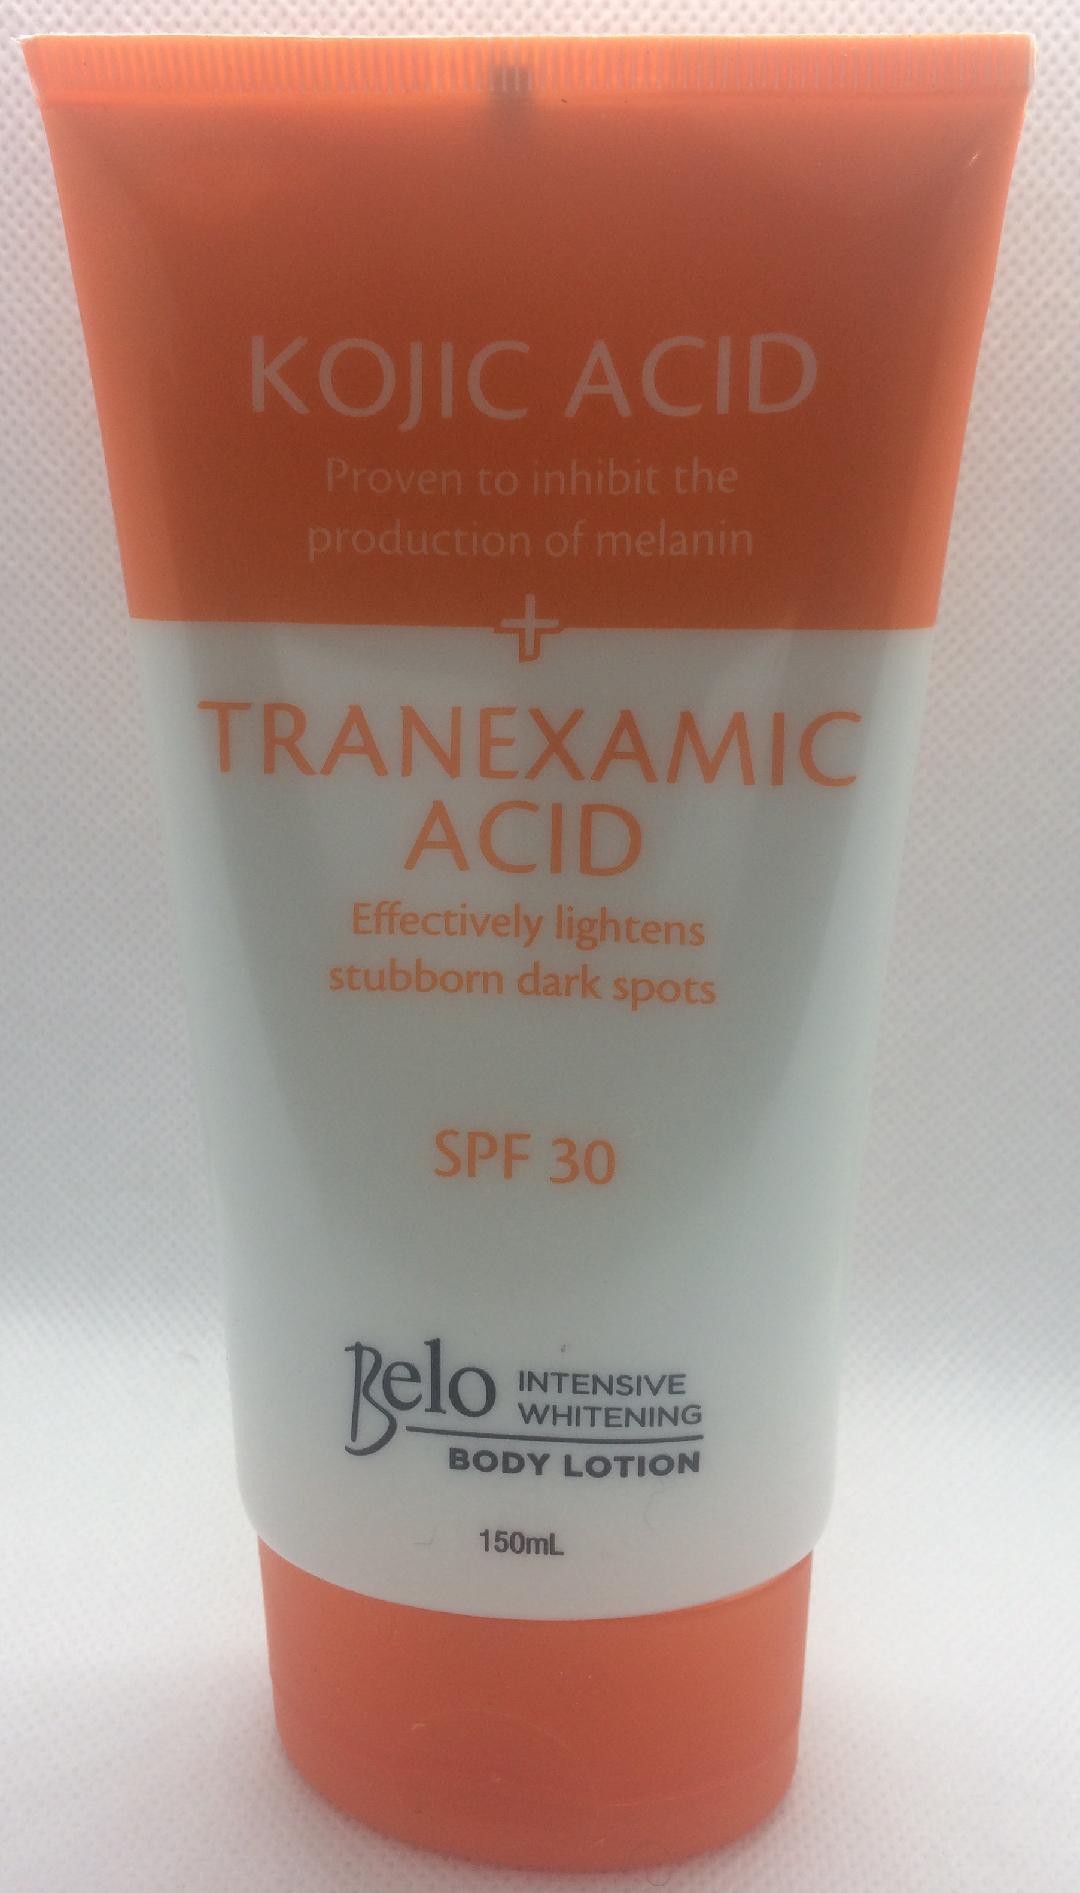 KOJIC ACID
Proven to inhibit the
production of melanin
+
TRANEXAMIC
ACID
Effectively lightens
stubborn dark spots
SPF 30
Belo INTENSIVE
WHITENING
BODY LOTION
150mL